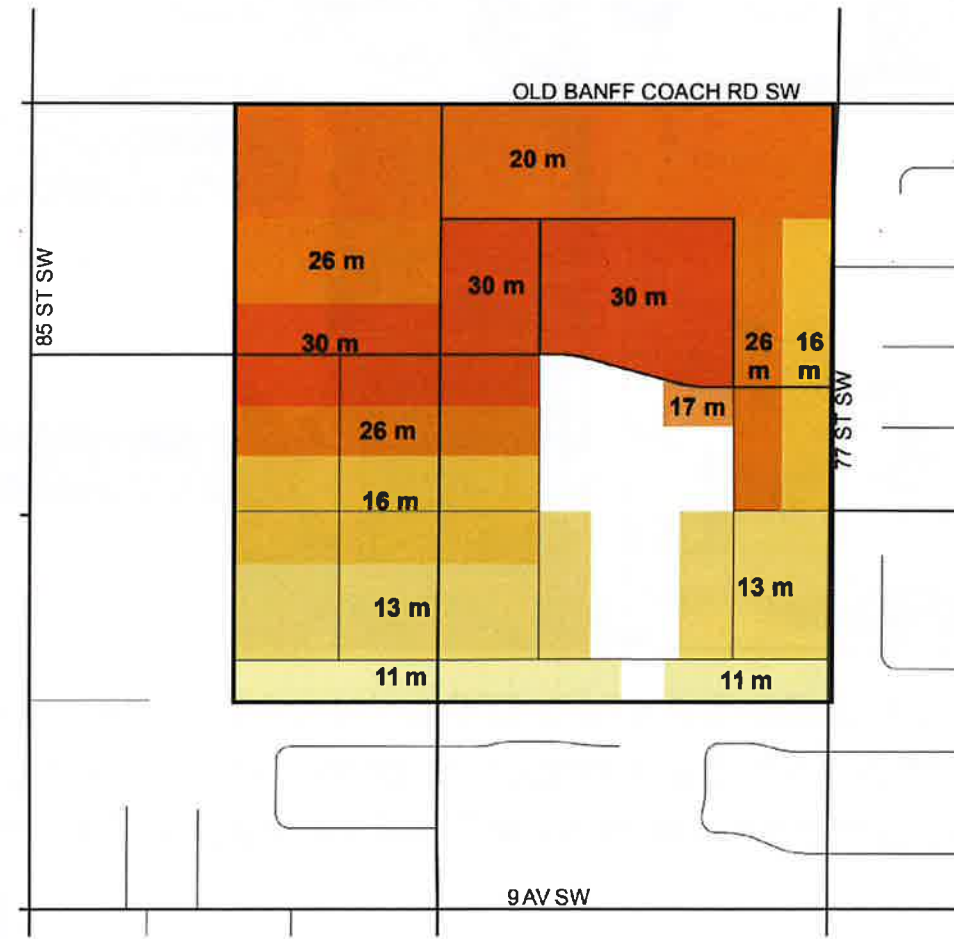 OLD BANFF COACH RD SW
20 m
26 m
30 m
30 m
85 ST SW
30 m
26
m
16
m
17 m
77 ST SW
26 m
16 m
13 m
13 m
11 m
11 m
9 AV SW